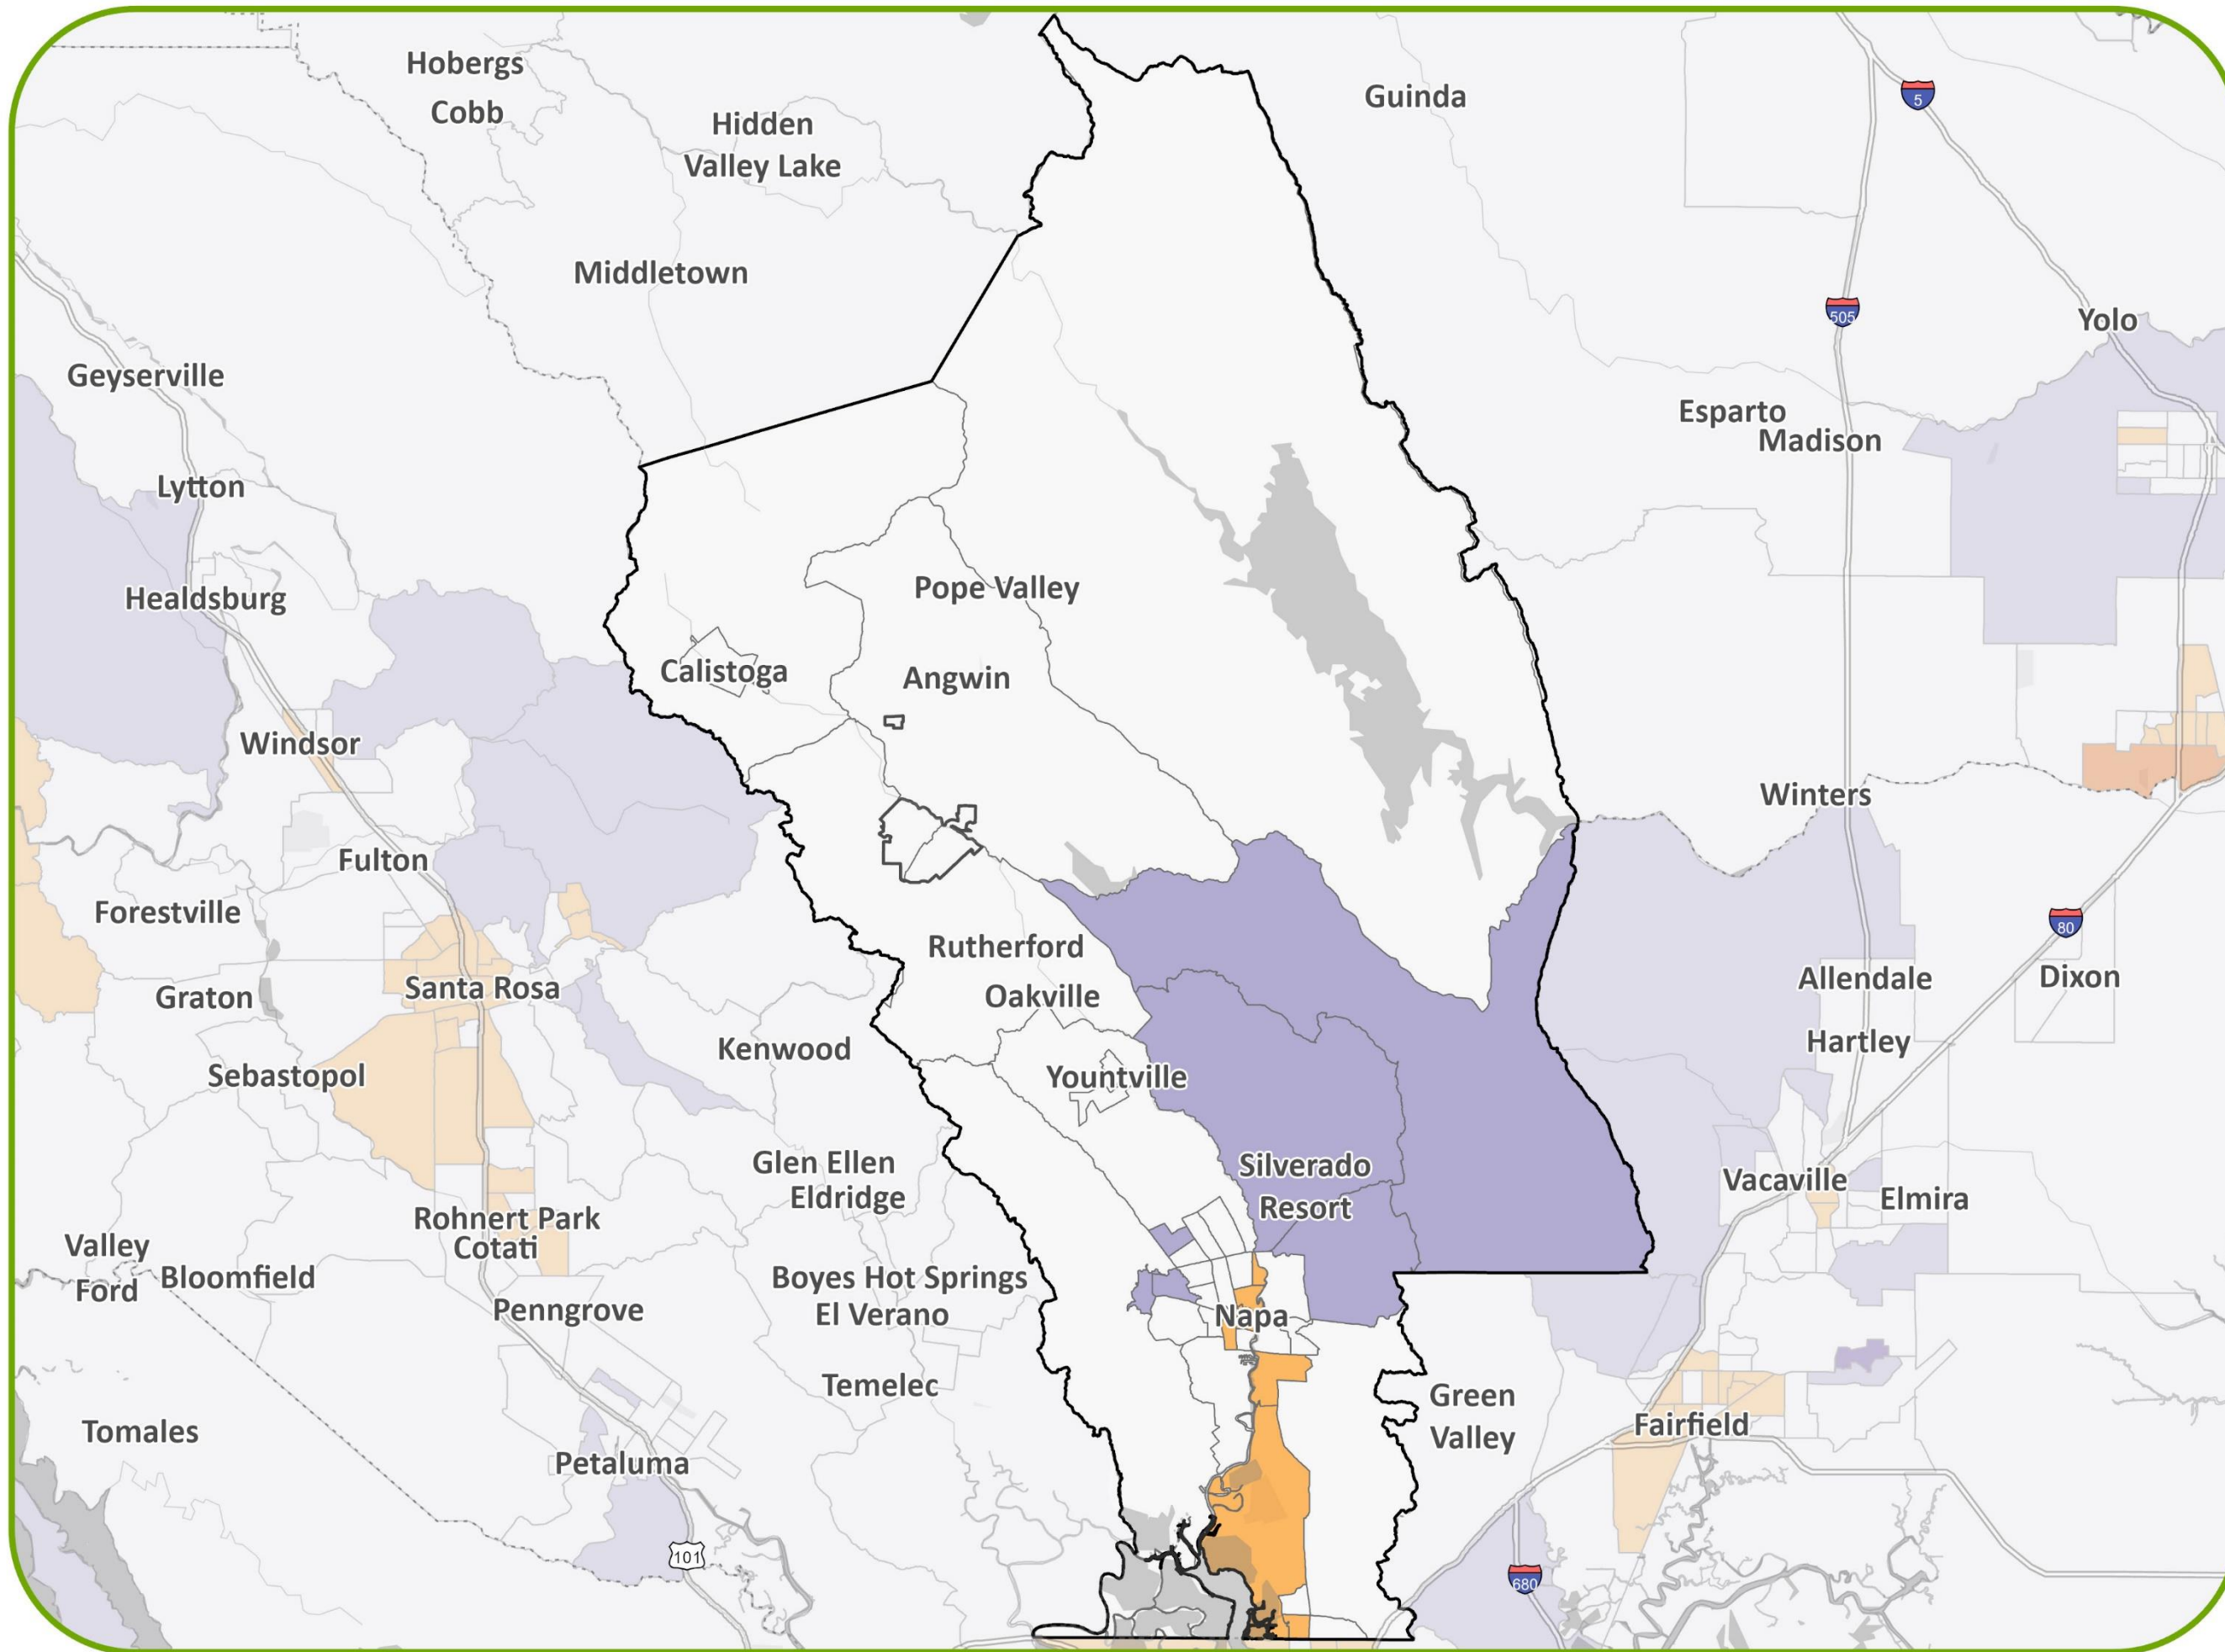 Hobergs
Cobb
Hidden
Valley Lake
Guinda
5
Middletown
505
Yolo
Geyserville
Esparto
Madison
Lytton
Healdsburg
Pope Valley
Calistoga
Angwin
Windsor
Winters
Fulton
Forestville
80
Rutherford
Santa Rosa
Graton
Oakville
Allendale
Dixon
Kenwood
Hartley
Sebastopol
Yountville
Glen Ellen
Eldridge
Silverado
Resort
Vacaville
Elmira
Rohnert Park
Cotati
Valley
Ford
Bloomfield
Boyes Hot Springs
El Verano
Penngrove
Napa
Temelec
Green
Valley
Tomales
Fairfield
Petaluma
101
680